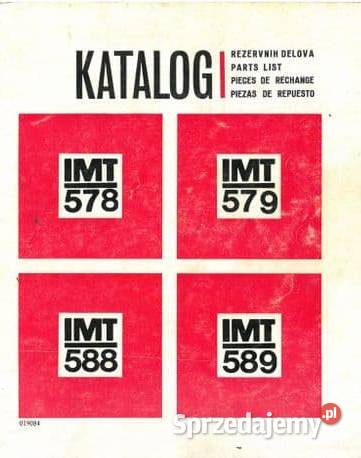 KATALOG
REZERVNIH DELOVA
PARTS LIST
PIECES DE RECHANGE
PIEZAS DE REPUESTO
IMT
578
IMT
579
IMT
588
IMT
589
019084
Sprzedajemy.pl